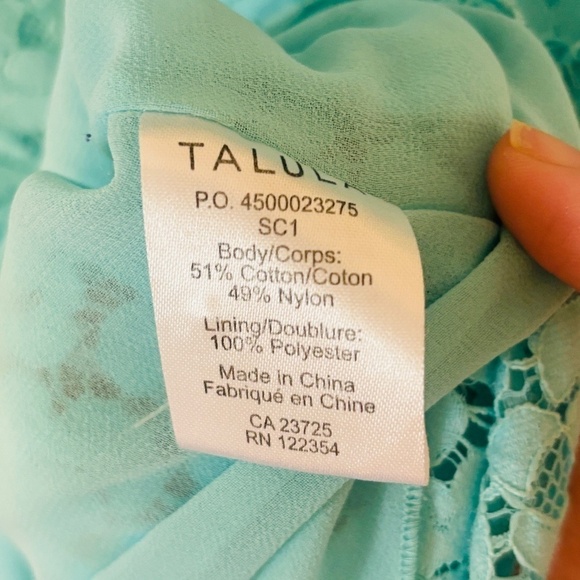 P.O. 4500023275
SC1
Body/Corps:
51% Cotton/Coton
49% Nylon
Lining/Doublure:
100% Polyester
Made in China
Fabriqué en Chine
CA 23725
RN 122354